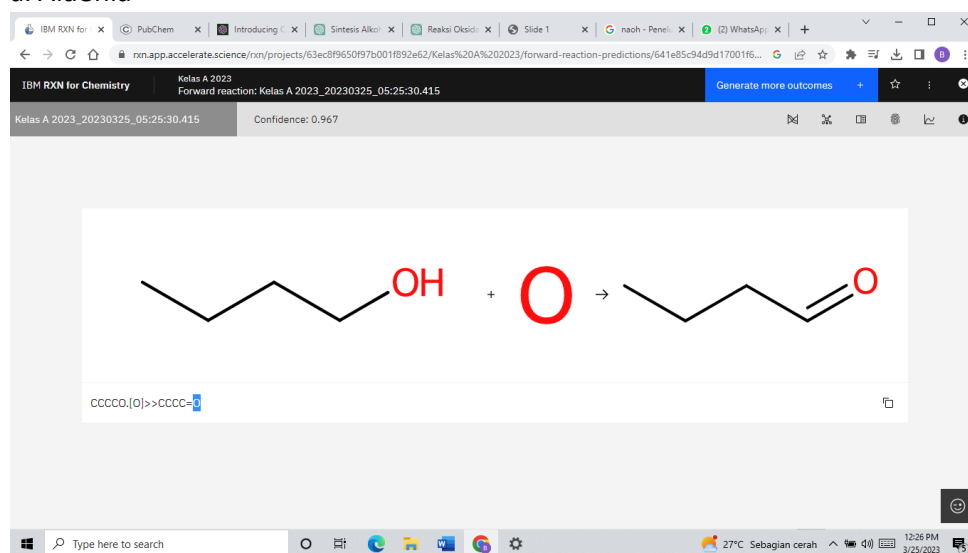 IBM RXN for
PubChem
Introducing
Sintesis Alko
Reaksi Oksid
Slide 1
naoh - Penel
(2) WhatsApp
rxn.app.accelerate.science/rxn/projects/63ec8f9650f97b001f892e62/Kelas%20A%202023/forward-reaction-predictions/641e85c94d9d17001f6...
B
IBM RXN for Chemistry
Kelas A 2023
Forward reaction: Kelas A 2023_20230325_05:25:30.415
Generate more outcomes +
Kelas A 2023_20230325_05:25:30.415
Confidence: 0.967
OH + O → O
CCCCO.[O]>>CCCC=O
Type here to search
27°C Sebagian cerah
12:26 PM
3/25/2023